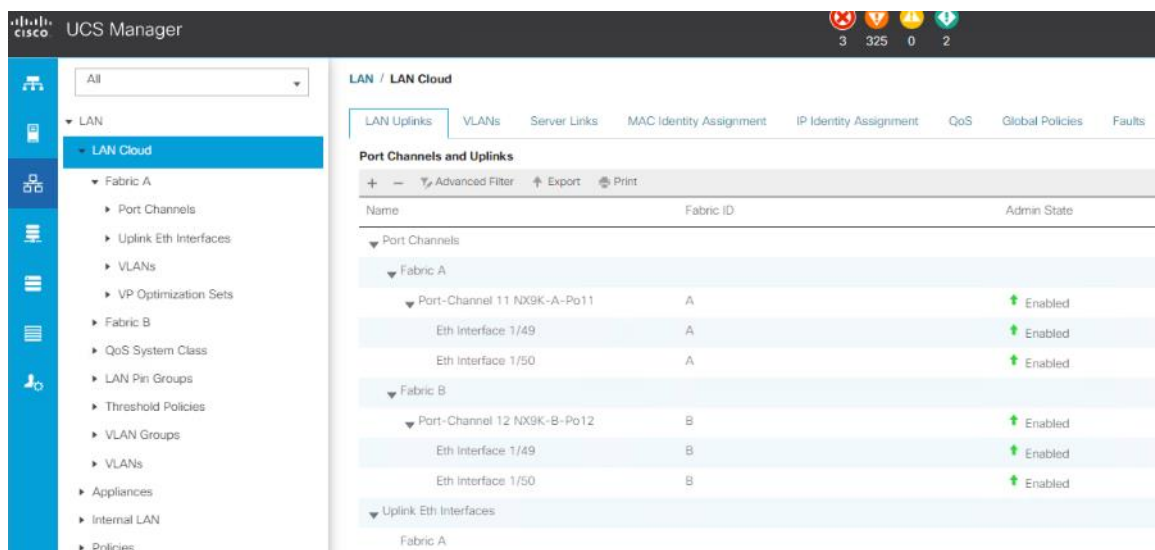 cisco UCS Manager
3 325 0 2
All
LAN
LAN Cloud
Fabric A
Port Channels
Uplink Eth Interfaces
VLANs
VP Optimization Sets
Fabric B
QoS System Class
LAN Pin Groups
Threshold Policies
VLAN Groups
VLANs
Appliances
Internal LAN
Policies
LAN / LAN Cloud
LAN Uplinks VLANs Server Links MAC Identity Assignment IP Identity Assignment QoS Global Policies Faults
Port Channels and Uplinks
+ − Advanced Filter Export Print
Name Fabric ID Admin State
Port Channels
Fabric A
Port-Channel 11 NX9K-A-Po11 A Enabled
Eth Interface 1/49 A Enabled
Eth Interface 1/50 A Enabled
Fabric B
Port-Channel 12 NX9K-B-Po12 B Enabled
Eth Interface 1/49 B Enabled
Eth Interface 1/50 B Enabled
Uplink Eth Interfaces
Fabric A